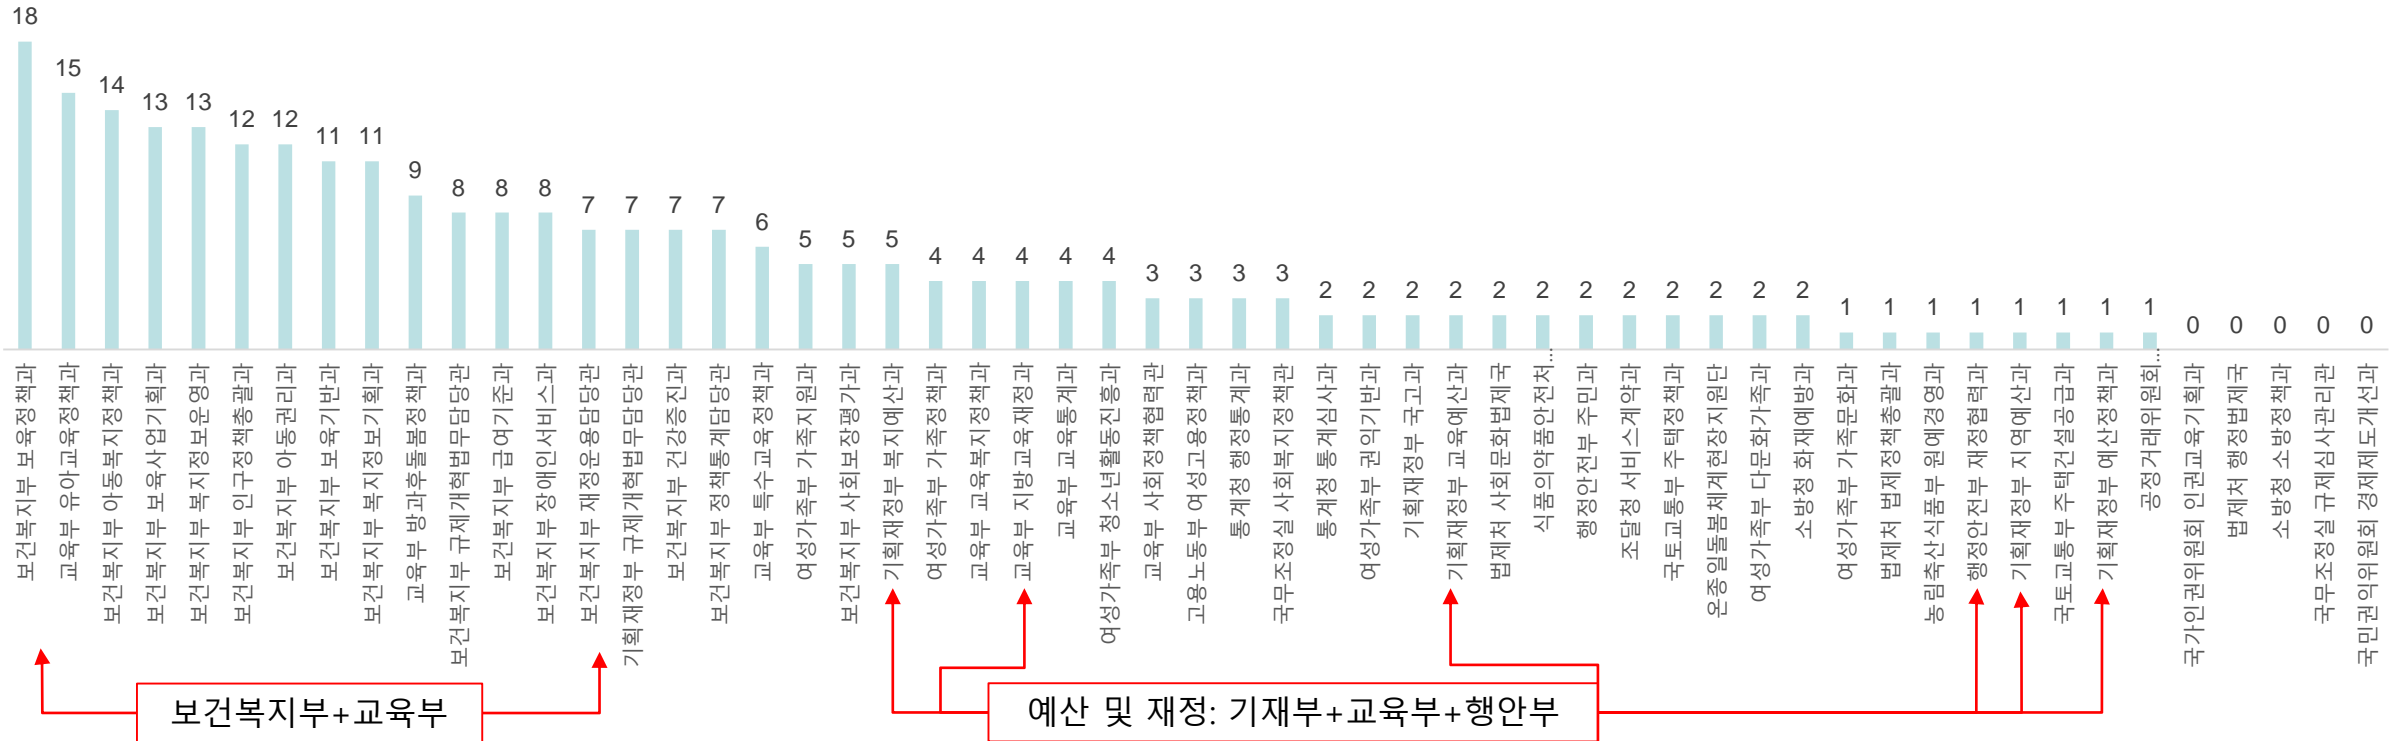 18
15
14
13
13
12
12
11
11
9
8
8
8
7
7
7
7
6
5
5
5
4
4
4
4
4
3
3
3
3
2
2
2
2
2
2
2
2
2
2
2
2
1
1
1
1
1
1
1
1
0
0
0
0
0
보건복지부 보육정책과
교육부 유아교육정책과
보건복지부 아동복지정책과
보건복지부 보육사업기획과
보건복지부 복지정보운영과
보건복지부 인구정책총괄과
보건복지부 아동권리과
보건복지부 보육기반과
보건복지부 복지정보기획과
교육부 방과후돌봄정책과
보건복지부 규제개혁법무담당관
보건복지부 급여기준과
보건복지부 장애인서비스과
보건복지부 재정운용담당관
기획재정부 규제개혁법무담당관
보건복지부 건강증진과
보건복지부 정책통계담당관
교육부 특수교육정책과
여성가족부 가족지원과
보건복지부 사회보장평가과
기획재정부 복지예산과
여성가족부 가족정책과
교육부 교육복지정책과
교육부 지방교육재정과
교육부 교육통계과
여성가족부 청소년활동진흥과
교육부 사회정책협력관
고용노동부 여성고용정책과
통계청 행정통계과
국무조정실 사회복지정책관
통계청 통계심사과
여성가족부 권익기반과
기획재정부 국고과
기획재정부 교육예산과
법제처 사회문화법제국
식품의약품안전처…
행정안전부 주민과
조달청 서비스계약과
국토교통부 주택정책과
온종일돌봄체계현장지원단
여성가족부 다문화가족과
소방청 화재예방과
여성가족부 가족문화과
법제처 법제정책총괄과
농림축산식품부 원예경영과
행정안전부 재정협력과
기획재정부 지역예산과
국토교통부 주택건설공급과
기획재정부 예산정책과
공정거래위원회…
국가인권위원회 인권교육기획과
법제처 행정법제국
소방청 소방정책과
국무조정실 규제심사관리관
국민권익위원회 경제제도개선과
보건복지부+교육부
예산 및 재정: 기재부+교육부+행안부